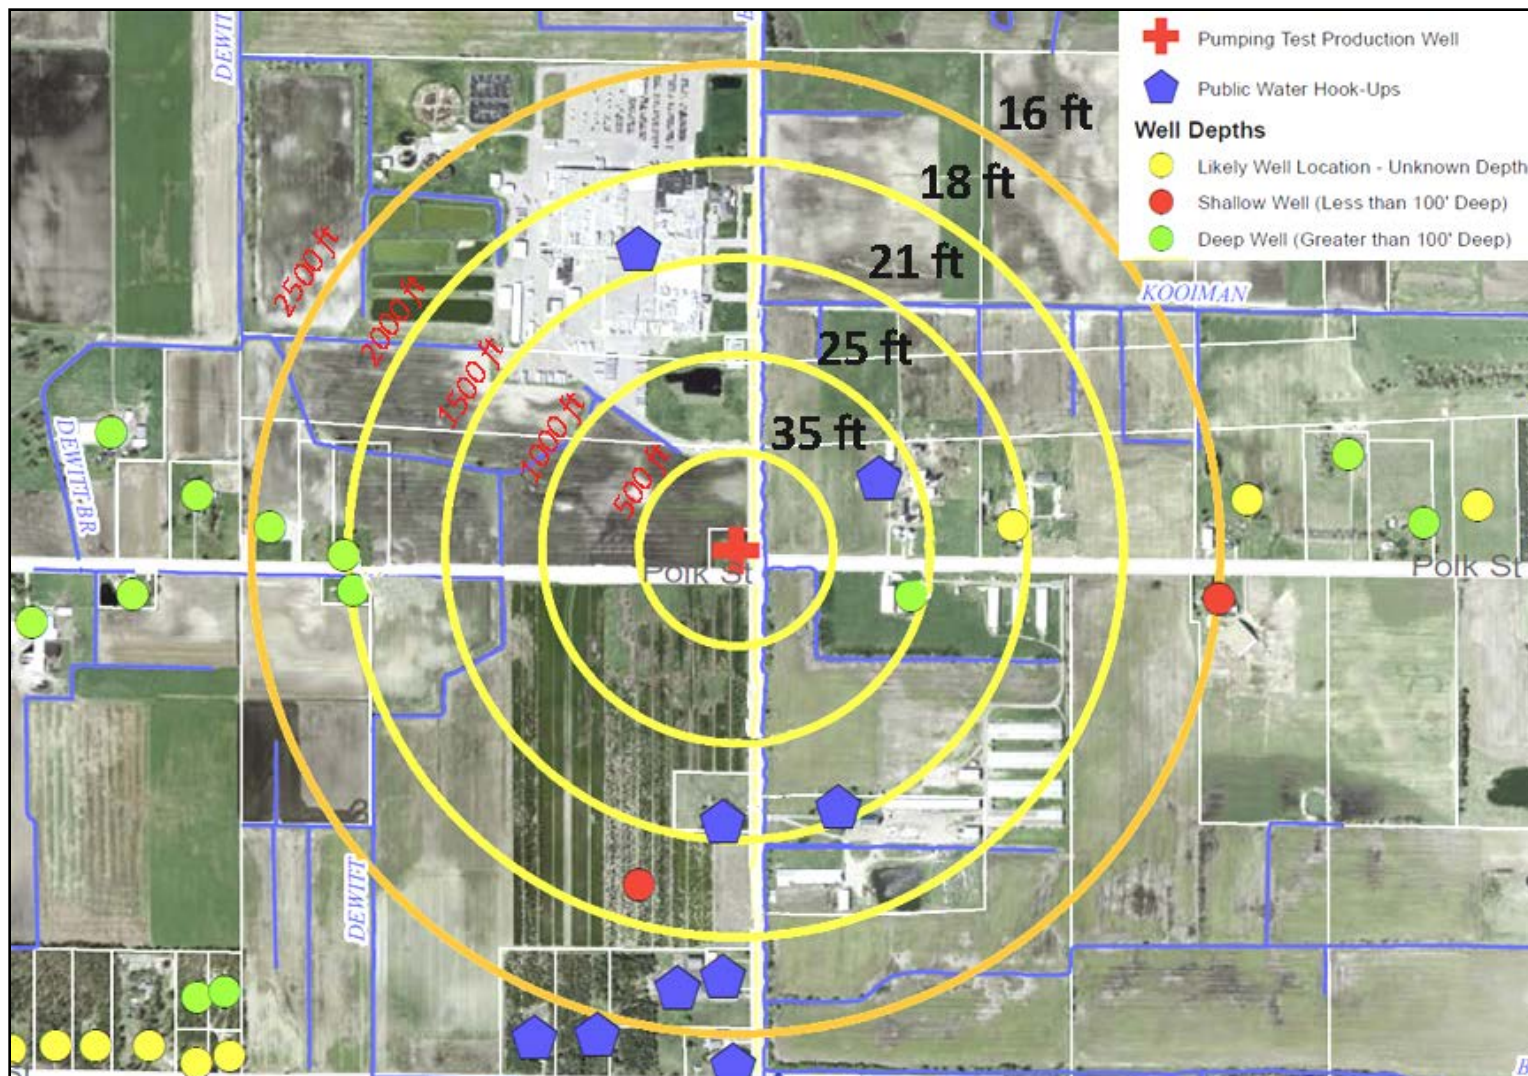 DEWITT
Pumping Test Production Well
Public Water Hook-Ups
Well Depths
Likely Well Location - Unknown Depth
Shallow Well (Less than 100' Deep)
Deep Well (Greater than 100' Deep)
16 ft
18 ft
21 ft
25 ft
35 ft
2500 ft
2000 ft
1500 ft
1000 ft
500 ft
KOOIMAN
DEWITT BR
Polk St
Polk St
DEWITT